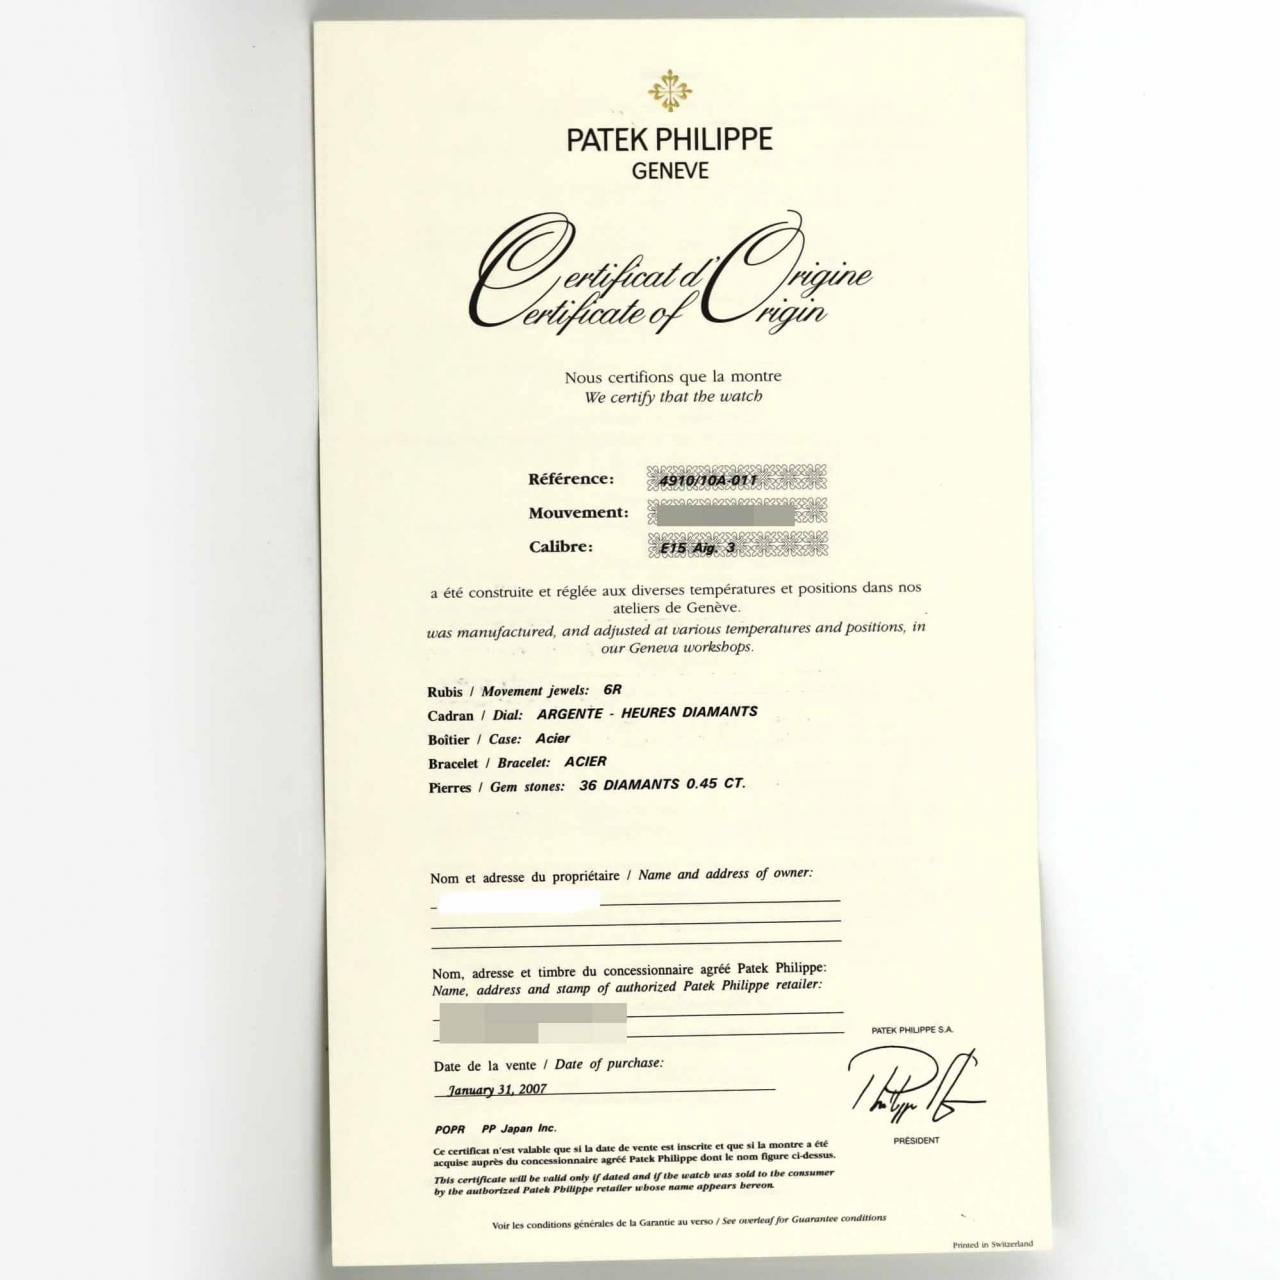 PATEK PHILIPPE
GENEVE
Certificat d'Origine
Certificate of Origin
Nous certifions que la montre
We certify that the watch
Référence: 4910/10A-011
Mouvement:
Calibre: E15 Aig. 3
a été construite et réglée aux diverses températures et positions dans nos
ateliers de Genève.
was manufactured, and adjusted at various temperatures and positions, in
our Geneva workshops.
Rubis / Movement jewels: 6R
Cadran / Dial: ARGENTE - HEURES DIAMANTS
Boîtier / Case: Acier
Bracelet / Bracelet: ACIER
Pierres / Gem stones: 36 DIAMANTS 0.45 CT.
Nom et adresse du propriétaire / Name and address of owner:
Nom, adresse et timbre du concessionnaire agréé Patek Philippe:
Name, address and stamp of authorized Patek Philippe retailer:
PATEK PHILIPPE S.A.
Date de la vente / Date of purchase:
January 31, 2007
PRÉSIDENT
POPR PP Japan Inc.
Ce certificat n'est valable que si la date de vente est inscrite et que si la montre a été
acquise auprès du concessionnaire agréé Patek Philippe dont le nom figure ci-dessus.
This certificate will be valid only if dated and if the watch was sold to the consumer
by the authorized Patek Philippe retailer whose name appears hereon.
Voir les conditions générales de la Garantie au verso / See overleaf for Guarantee conditions
Printed in Switzerland